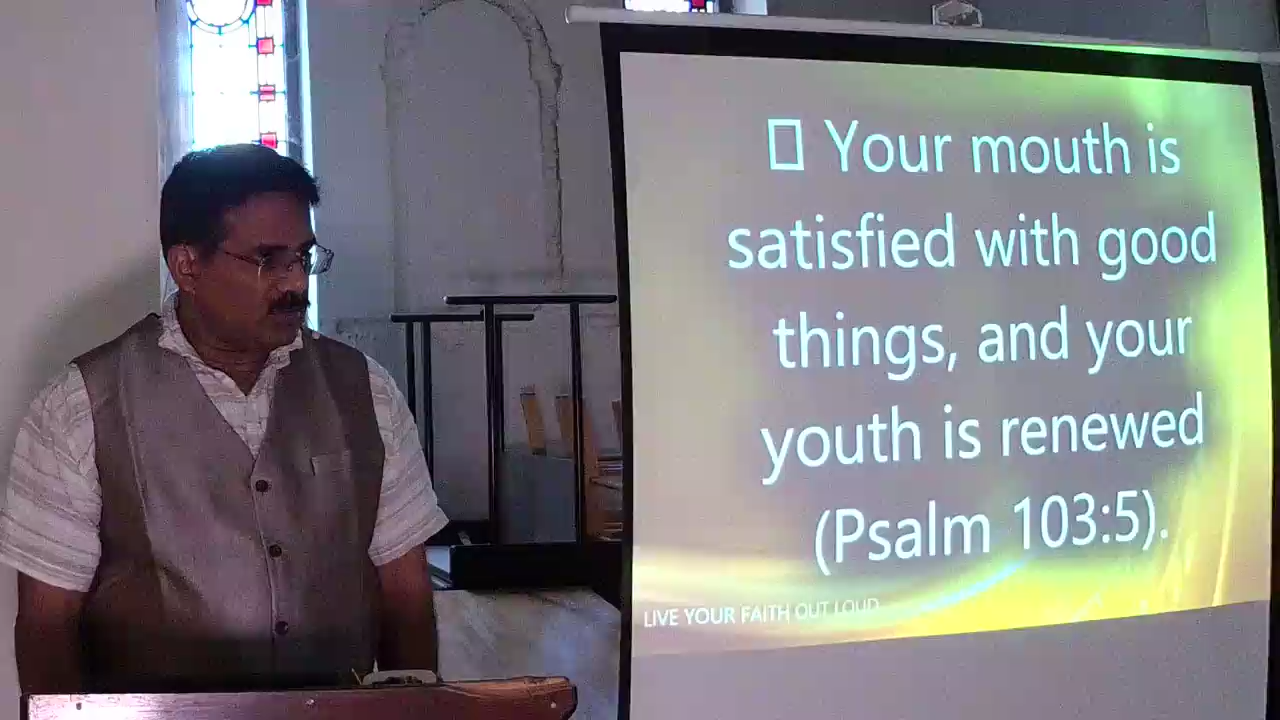 □ Your mouth is
satisfied with good
things, and your
youth is renewed
(Psalm 103:5).
LIVE YOUR FAITH OUT LOUD